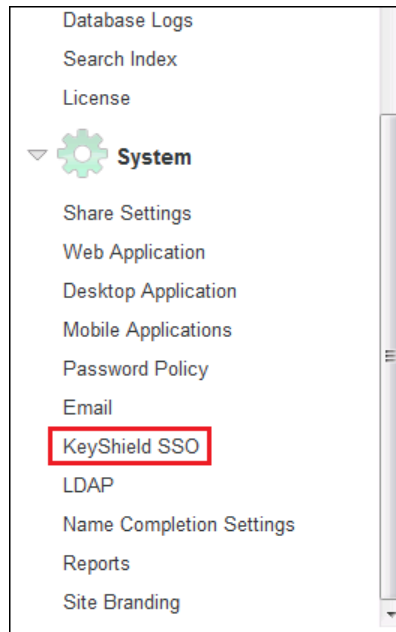 Database Logs
Search Index
License
System
Share Settings
Web Application
Desktop Application
Mobile Applications
Password Policy
Email
KeyShield SSO
LDAP
Name Completion Settings
Reports
Site Branding